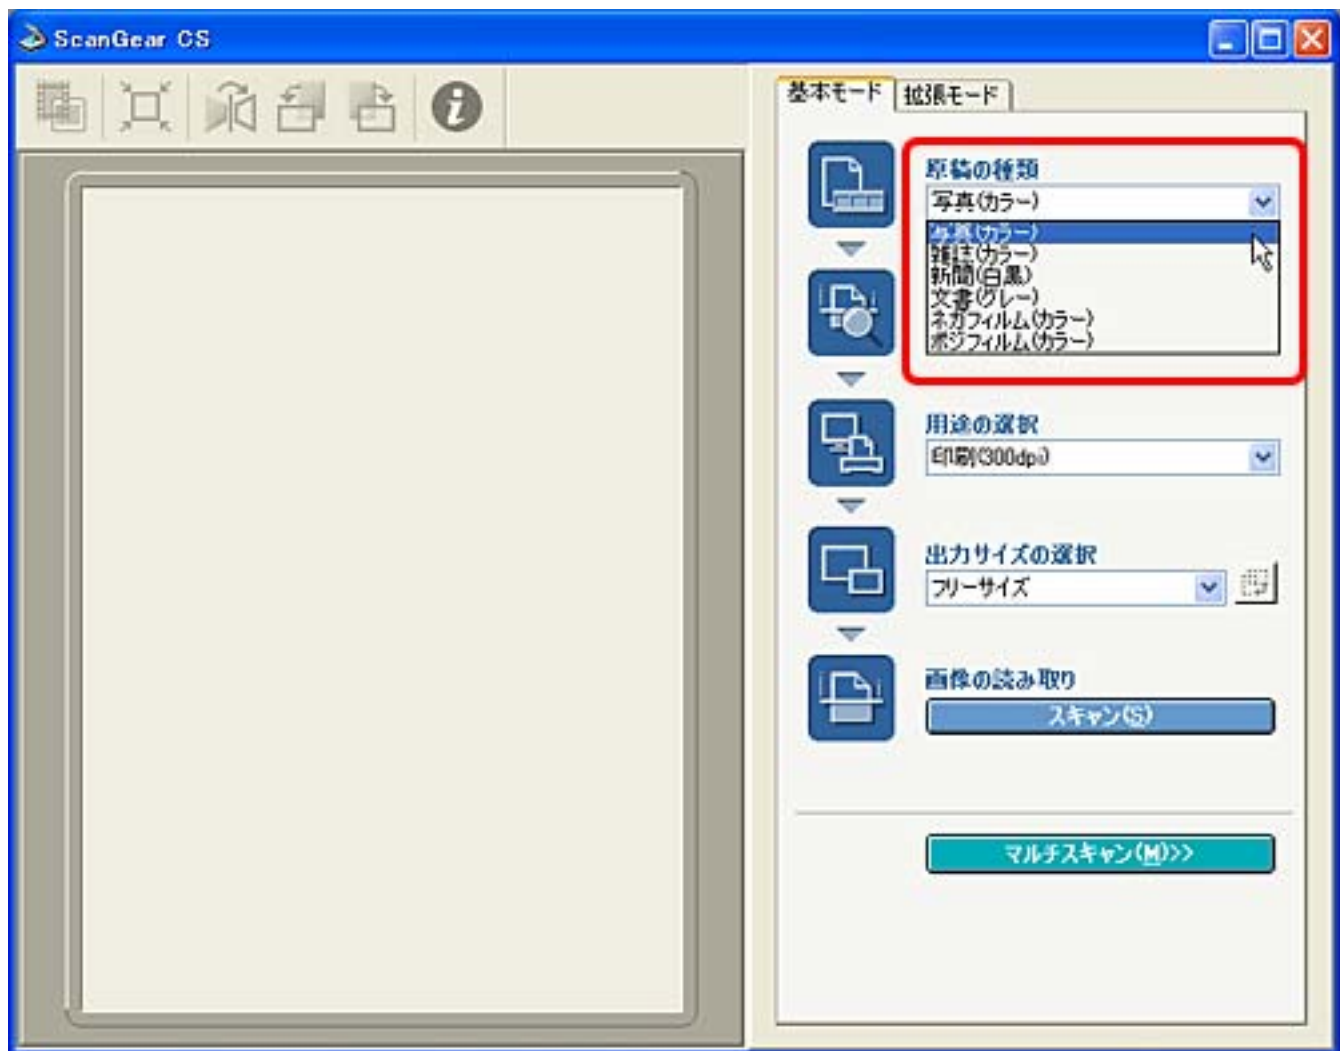 ScanGear CS
基本モード 拡張モード
原稿の種類
写真(カラー)
写真(カラー)
雑誌(カラー)
新聞(白黒)
文書(グレー)
ネガフィルム(カラー)
ポジフィルム(カラー)
用途の選択
印刷(300dpi)
出力サイズの選択
フリーサイズ
画像の読み取り
スキャン(S)
マルチスキャン(M)>>